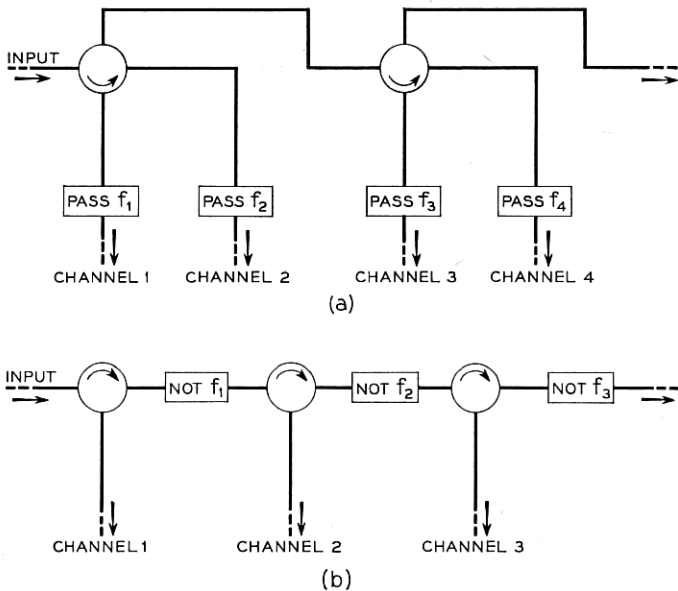 INPUT
PASS f₁ PASS f₂ PASS f₃ PASS f₄
CHANNEL 1 CHANNEL 2 CHANNEL 3 CHANNEL 4
(a)
INPUT
NOT f₁ NOT f₂ NOT f₃
CHANNEL 1 CHANNEL 2 CHANNEL 3
(b)